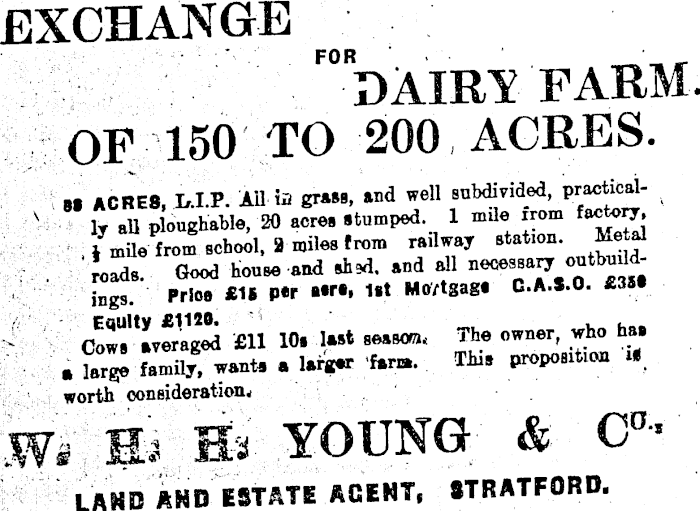 EXCHANGE
FOR
DAIRY FARM.
OF 150 TO 200 ACRES.
ACRES, L.I.P. All in grass, and well subdivided, practical-
ly all ploughable, 20 acres stumped. 1 mile from factory,
mile from school, 2 miles from railway station. Metal
roads. Good house and shed, and all necessary outbuild-
ings. Price £15 per acre, 1st Mortgage C.A.S.O. £350
Equity £1120.
Cows averaged £11 10s last season. The owner, who has
a large family, wants a larger farm. This proposition is
worth consideration.
W. H. H. YOUNG & Co.,
LAND AND ESTATE AGENT, STRATFORD.